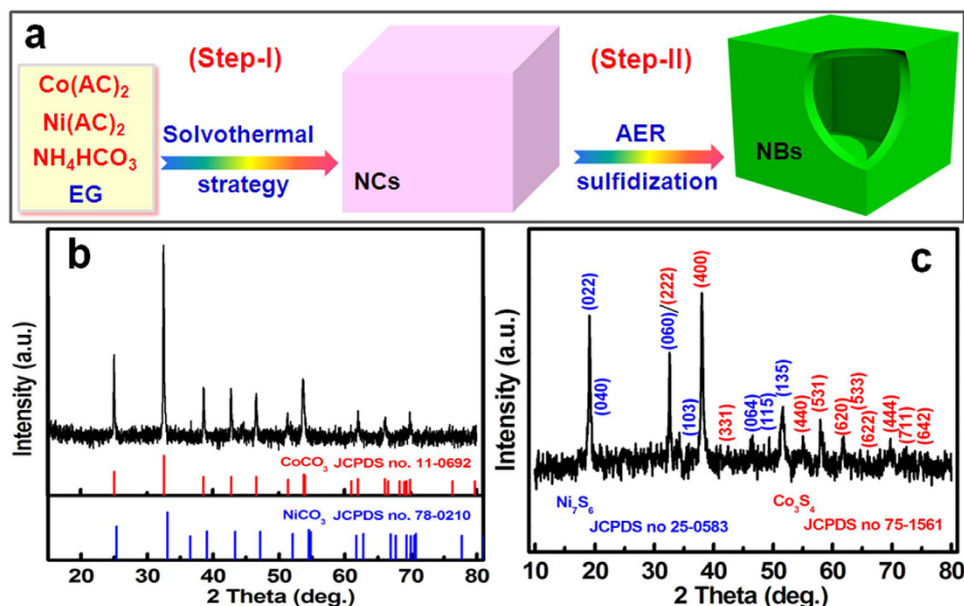 a
Co(AC)₂
Ni(AC)₂
NH₄HCO₃
EG
(Step-I)
Solvothermal
strategy
NCs
(Step-II)
AER
sulfidization
NBs
b
Intensity (a.u.)
CoCO₃ JCPDS no. 11-0692
NiCO₃ JCPDS no. 78-0210
20 30 40 50 60 70 80
2 Theta (deg.)
c
Intensity (a.u.)
(022)
(040)
(060)/(222)
(103)
(400)
(331)
(064)
(115)
(135)
(440)
(531)
(620)
(533)
(622)
(444)
(711)
(642)
Ni₇S₆
JCPDS no 25-0583
Co₃S₄
JCPDS no 75-1561
10 20 30 40 50 60 70 80
2 Theta (deg.)